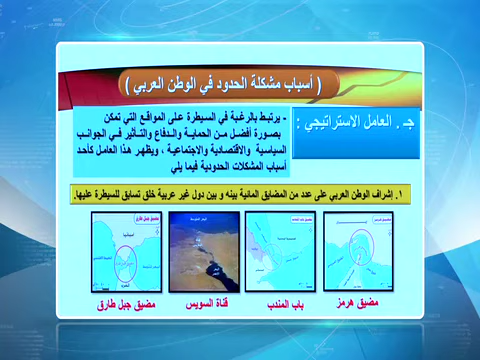 ( أسباب مشكلة الحدود في الوطن العربي )
جـ . العامل الاستراتيجي :
- يرتبط بالرغبة في السيطرة على المواقع التي تمكن
بصورة أفضل من الحماية والدفاع والتأثير في الجوانب
السياسية والاقتصادية والاجتماعية ، ويظهر هذا العامل كأحد
أسباب المشكلات الحدودية فيما يلي
١. إشراف الوطن العربي على عدد من المضايق المائية بينه و بين دول غير عربية خلق تسابق للسيطرة عليها.
مضيق جبل طارق
مضيق هرمز
باب المندب
قناة السويس
مضيق جبل طارق